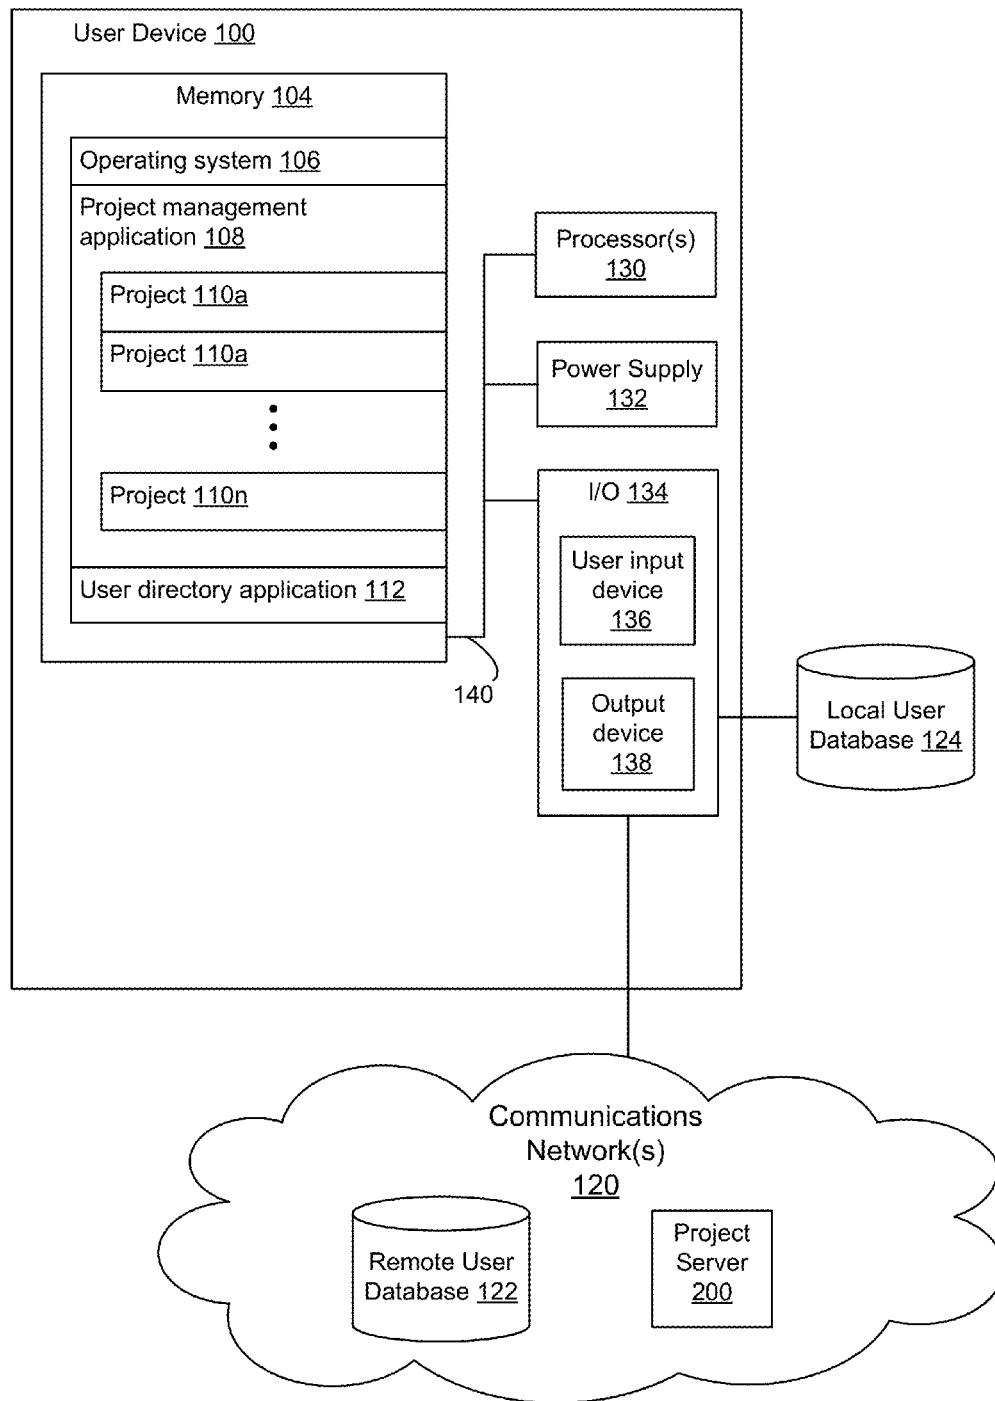 User Device 100
Memory 104
Operating system 106
Project management
application 108
Project 110a
Project 110a
Project 110n
User directory application 112
140
Processor(s)
130
Power Supply
132
I/O 134
User input
device
136
Output
device
138
Local User
Database 124
Communications
Network(s)
120
Remote User
Database 122
Project
Server
200